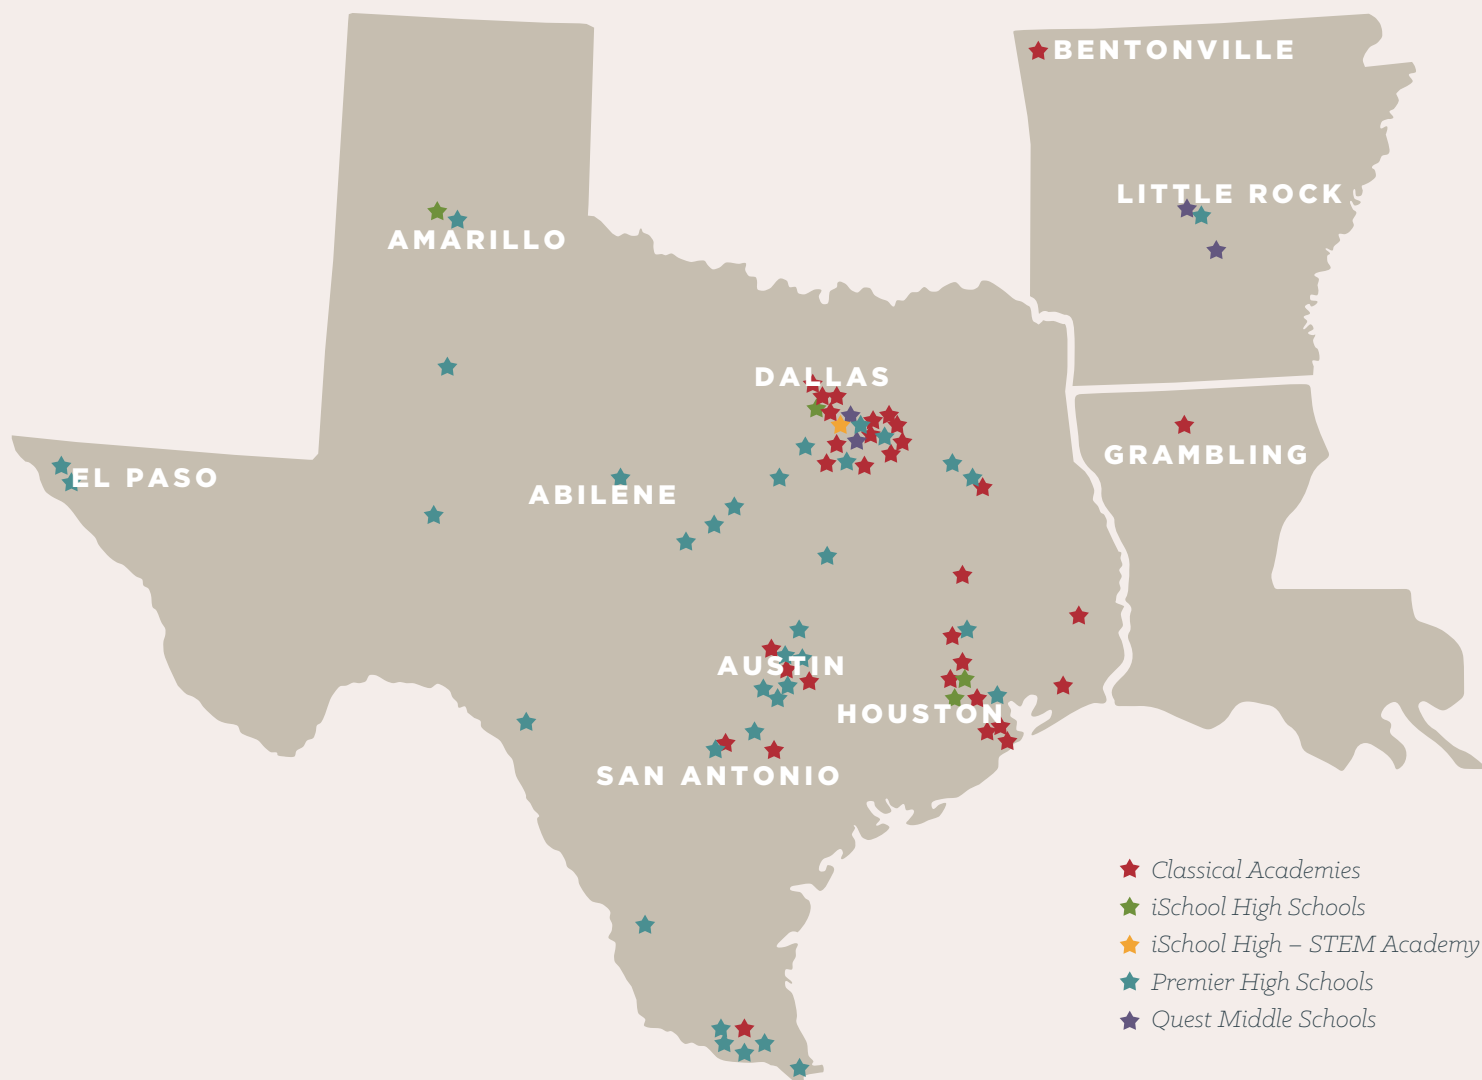 BENTONVILLE
LITTLE ROCK
AMARILLO
DALLAS
GRAMBLING
EL PASO
ABILENE
AUSTIN
HOUSTON
SAN ANTONIO
Classical Academies
iSchool High Schools
iSchool High – STEM Academy
Premier High Schools
Quest Middle Schools